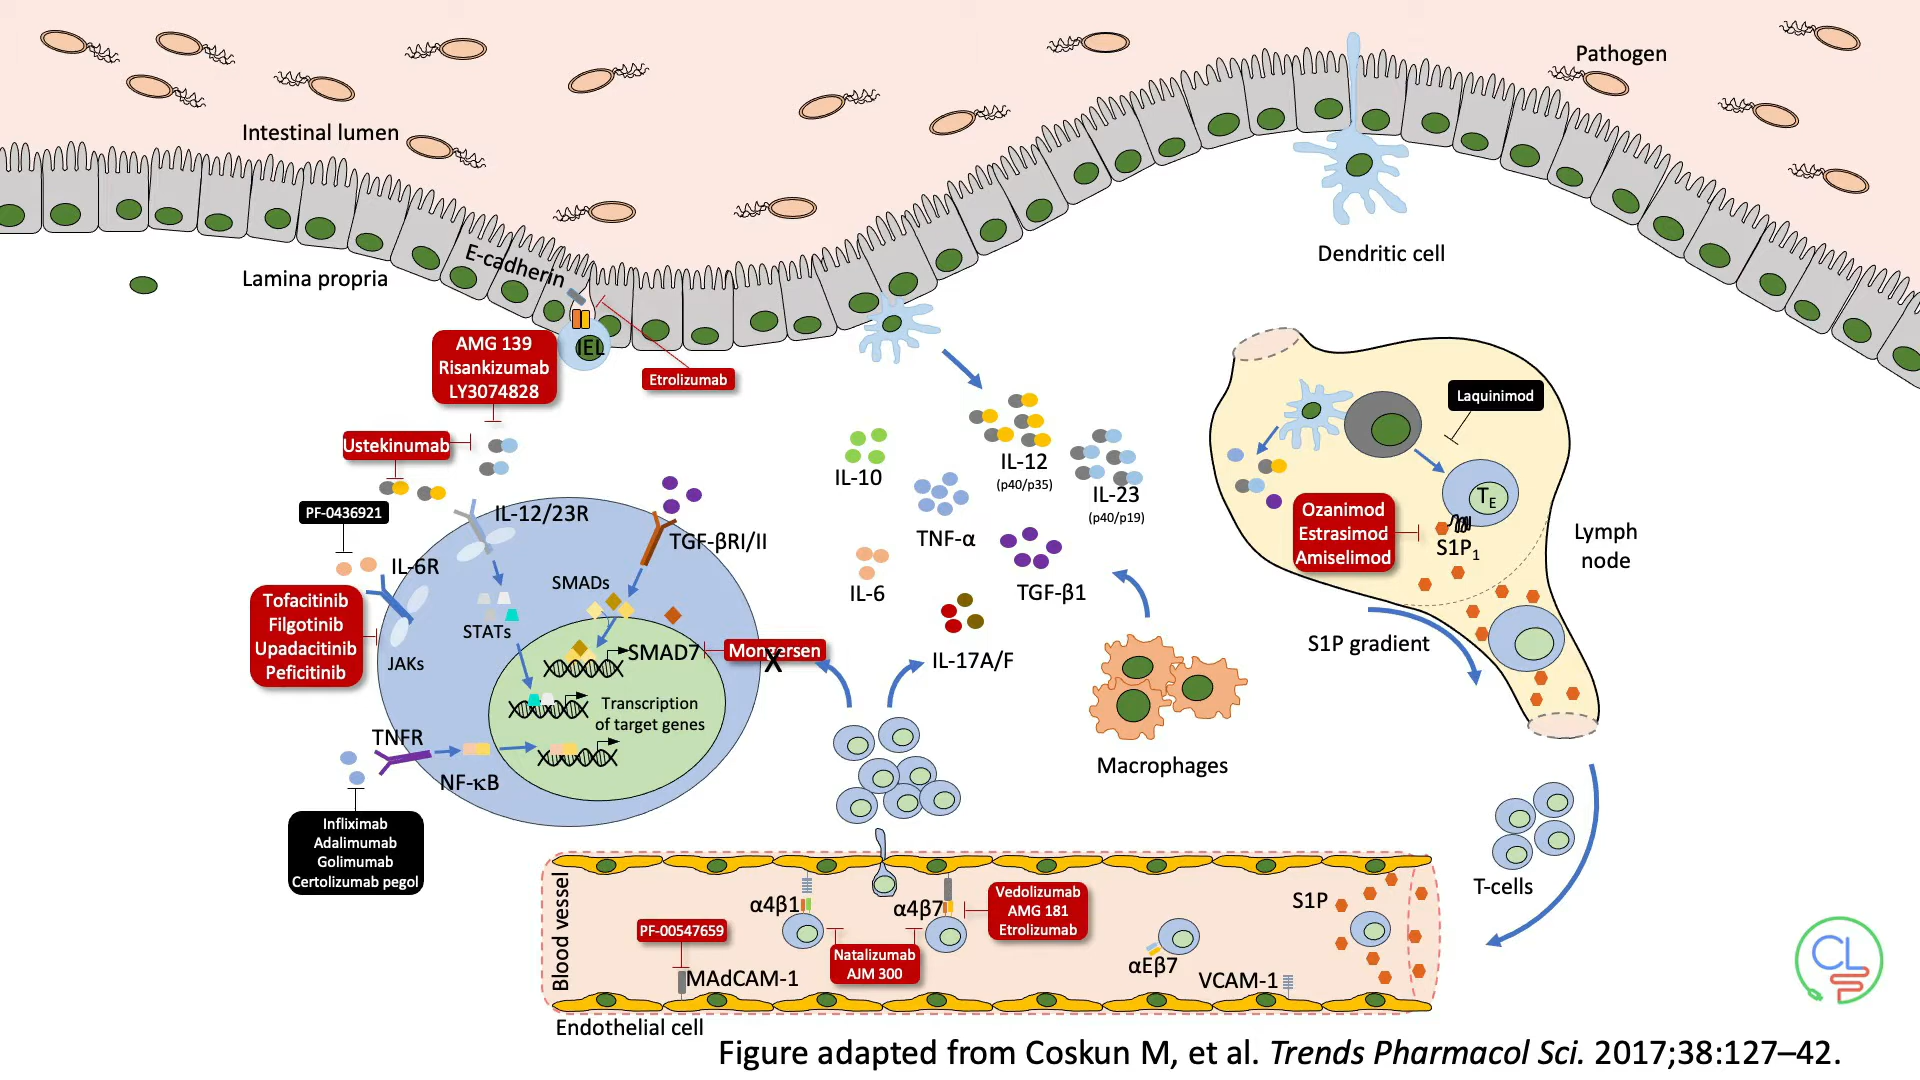 Pathogen
Intestinal lumen
E-cadherin
Dendritic cell
Lamina propria
IEL
AMG 139
Risankizumab
LY3074828
Etrolizumab
Laquinimod
Ustekinumab
IL-10
IL-12
(p40/p35)
IL-23
(p40/p19)
TE
PF-0436921
IL-12/23R
TNF-α
TGF-βRI/II
Ozanimod
Estrasimod
Amiselimod
S1P1
Lymph
node
IL-6R
SMADs
IL-6
TGF-β1
Tofacitinib
Filgotinib
Upadacitinib
Peficitinib
STATs
JAKs
SMAD7
Mongersen
X
IL-17A/F
S1P gradient
Transcription
of target genes
TNFR
NF-κB
Macrophages
Infliximab
Adalimumab
Golimumab
Certolizumab pegol
T-cells
Blood vessel
α4β1
α4β7
Vedolizumab
AMG 181
Etrolizumab
S1P
PF-00547659
Natalizumab
AJM 300
MAdCAM-1
αEβ7
VCAM-1
CL
P
Endothelial cell
Figure adapted from Coskun M, et al. Trends Pharmacol Sci. 2017;38:127–42.